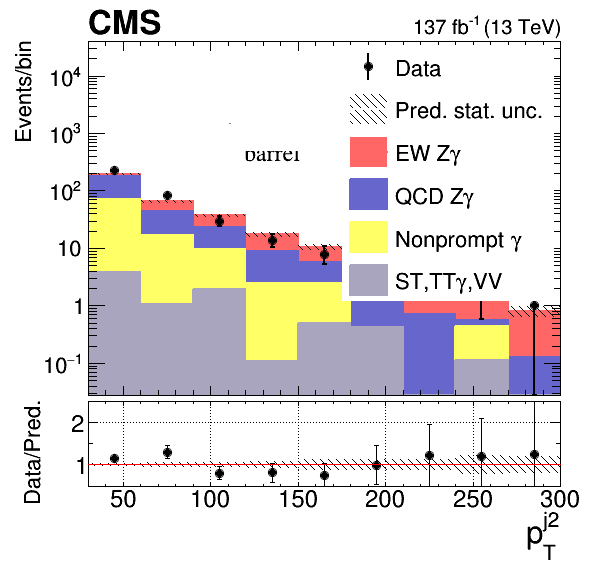 CMS 137 fb⁻¹ (13 TeV)
Events/bin
10⁴
10³
10²
10
1
10⁻¹
Data
Pred. stat. unc.
EW Zγ
QCD Zγ
Nonprompt γ
ST,TTγ,VV
barrel
Data/Pred.
2
1
50 100 150 200 250 300
p_T^{j2}